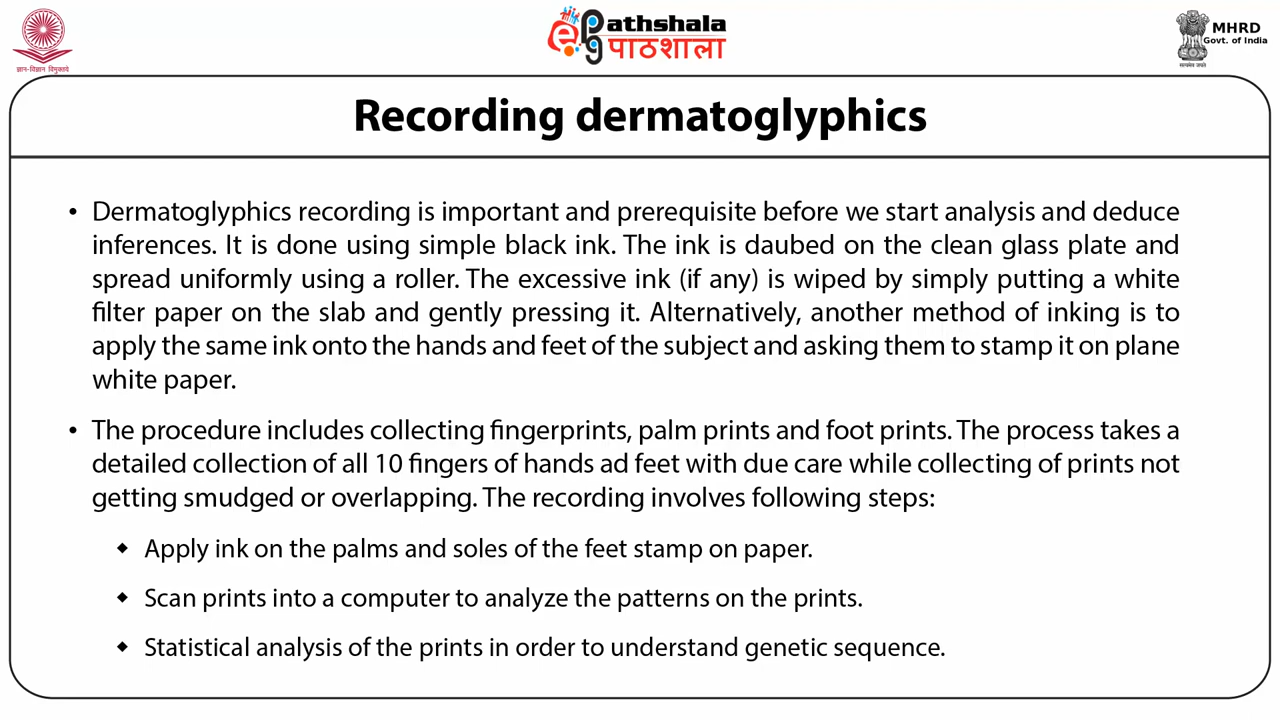 ज्ञान-विज्ञान विमुक्तये
ePG athshala
पाठशाला
सत्यमेव जयते
MHRD
Govt. of India
Recording dermatoglyphics
• Dermatoglyphics recording is important and prerequisite before we start analysis and deduce
inferences. It is done using simple black ink. The ink is daubed on the clean glass plate and
spread uniformly using a roller. The excessive ink (if any) is wiped by simply putting a white
filter paper on the slab and gently pressing it. Alternatively, another method of inking is to
apply the same ink onto the hands and feet of the subject and asking them to stamp it on plane
white paper.
• The procedure includes collecting fingerprints, palm prints and foot prints. The process takes a
detailed collection of all 10 fingers of hands ad feet with due care while collecting of prints not
getting smudged or overlapping. The recording involves following steps:
◆ Apply ink on the palms and soles of the feet stamp on paper.
◆ Scan prints into a computer to analyze the patterns on the prints.
◆ Statistical analysis of the prints in order to understand genetic sequence.